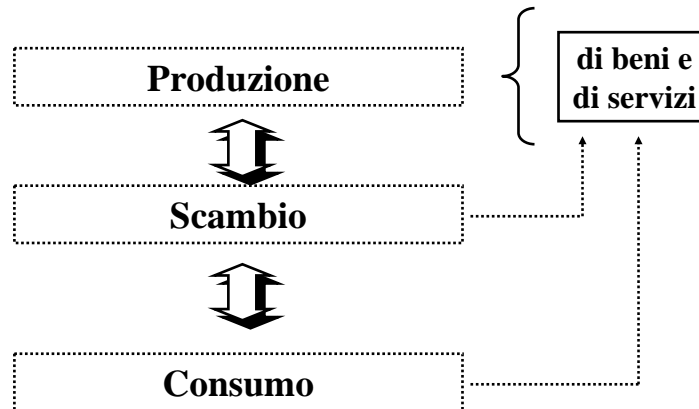 Produzione
di beni e
di servizi
Scambio
Consumo